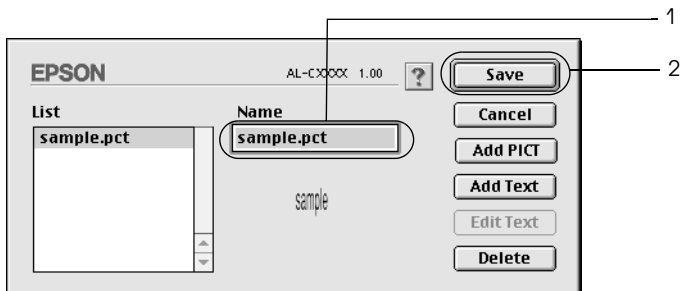 1
EPSON AL-CXXXX 1.00 ? Save 2
List Name Cancel
sample.pct sample.pct
Add PICT
Add Text
sample
Edit Text
Delete